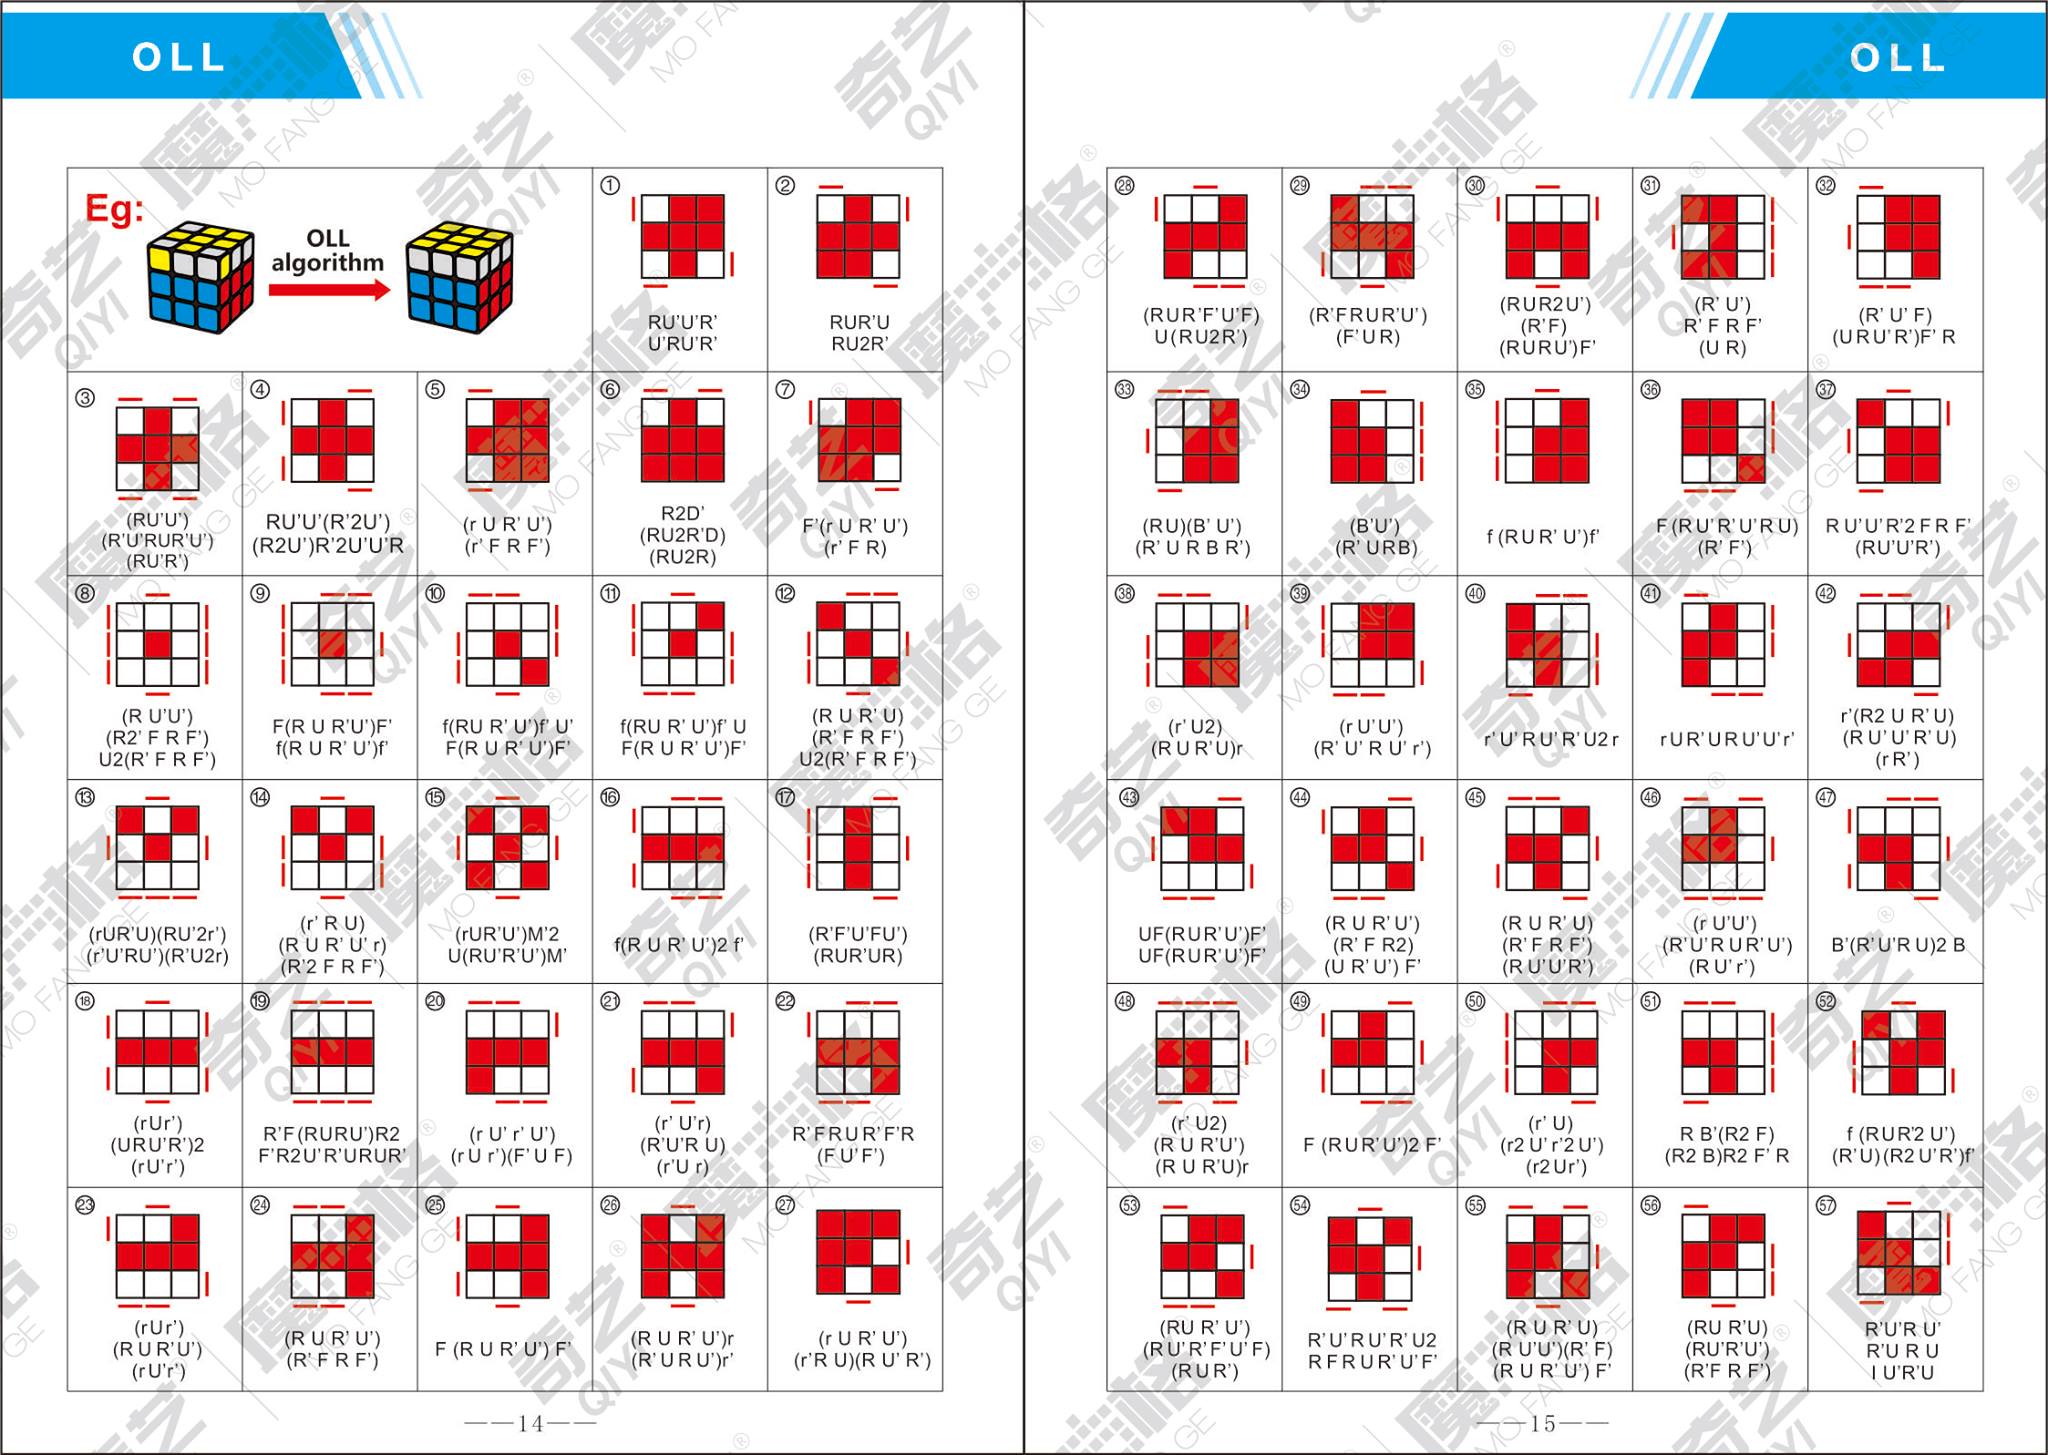 OLL
OLL
Eg:
OLL
algorithm
①
RU'U'R'
U'RU'R'
②
RUR'U
RU2R'
③
(RU'U')
(R'U'RUR'U')
(RU'R')
④
RU'U'(R'2U')
(R2U')R'2U'U'R
⑤
(r U R' U')
(r' F R F')
⑥
R2D'
(RU2R'D)
(RU2R)
⑦
F'(r U R' U')
(r' F R)
⑧
(R U'U')
(R2' F R F')
U2(R' F R F')
⑨
F(R U R'U')F'
f(R U R' U')f'
⑩
f(RU R' U')f' U'
F(R U R' U')F'
⑪
f(RU R' U')f' U
F(R U R' U')F'
⑫
(R U R' U)
(R' F R F')
U2(R' F R F')
⑬
(rUR'U)(RU'2r')
(r'U'RU')(R'U2r)
⑭
(r' R U)
(R U R' U' r)
(R'2 F R F')
⑮
(rUR'U')M'2
U(RU'R'U')M'
⑯
f(R U R' U')2 f'
⑰
(R'F'U'FU')
(RUR'UR)
⑱
(rUr')
(URU'R')2
(rU'r')
⑲
R'F(RURU')R2
F'R2U'R'URUR'
⑳
(r U' r' U')
(rU r')(F' U F)
㉑
(r' U'r)
(R'U'R U)
(r'U r)
㉒
R'FRUR'F'R
(FU'F')
㉓
(rUr')
(RUR'U')
(rU'r')
㉔
(R U R' U')
(R' F R F')
㉕
F (R U R' U') F'
㉖
(R U R' U')r
(R'URU')r'
㉗
(r U R' U')
(r'R U)(R U' R')
——14——
㉘
(RUR'F'U'F)
U(RU2R')
㉙
(R'FRUR'U')
(F'UR)
㉚
(RUR2U')
(R'F)
(RURU')F'
㉛
(R' U')
R' F R F'
(U R)
㉜
(R' U' F)
(URU'R')F' R
㉝
(RU)(B' U')
(R' U R B R')
㉞
(B'U')
(R' URB)
㉟
f(RUR' U')f'
㊱
F(RU'R'U'RU)
(R'F')
㊲
RU'U'R'2FRF'
(RU'U'R')
㊳
(r' U2)
(RUR'U)r
㊴
(r U'U')
(R' U' R U' r')
㊵
r'U'RU'R'U2r
㊶
rUR'URU'U'r'
㊷
r'(R2 U R' U)
(R U' U' R' U)
(r R')
㊸
UF(RUR'U')F'
UF(RUR'U')F'
㊹
(R U R' U')
(R' F R2)
(U R' U') F'
㊺
(R U R' U)
(R' F R F')
(RU'U'R')
㊻
(r U'U')
(R'U'R UR'U')
(R U'r')
㊼
B'(R'U'RU)2 B
㊽
(r' U2)
(R U R'U')
(R U R'U)r
㊾
F (RUR'U')2 F'
㊿
(r' U)
(r2 U' r'2 U')
(r2Ur')
51
R B'(R2 F)
(R2 B)R2 F' R
52
f (RUR'2 U')
(R'U)(R2U'R')f'
53
(RU R' U')
(RU'R'F'U'F)
(RUR')
54
R'U'RU'R'U2
RFRUR'U'F'
55
(R U R' U)
(R U'U')(R' F)
(R U R' U') F'
56
(RU R'U)
(RU'R'U')
(R'F R F')
57
R'U'R U'
R'U R U
l U'R'U
——15——